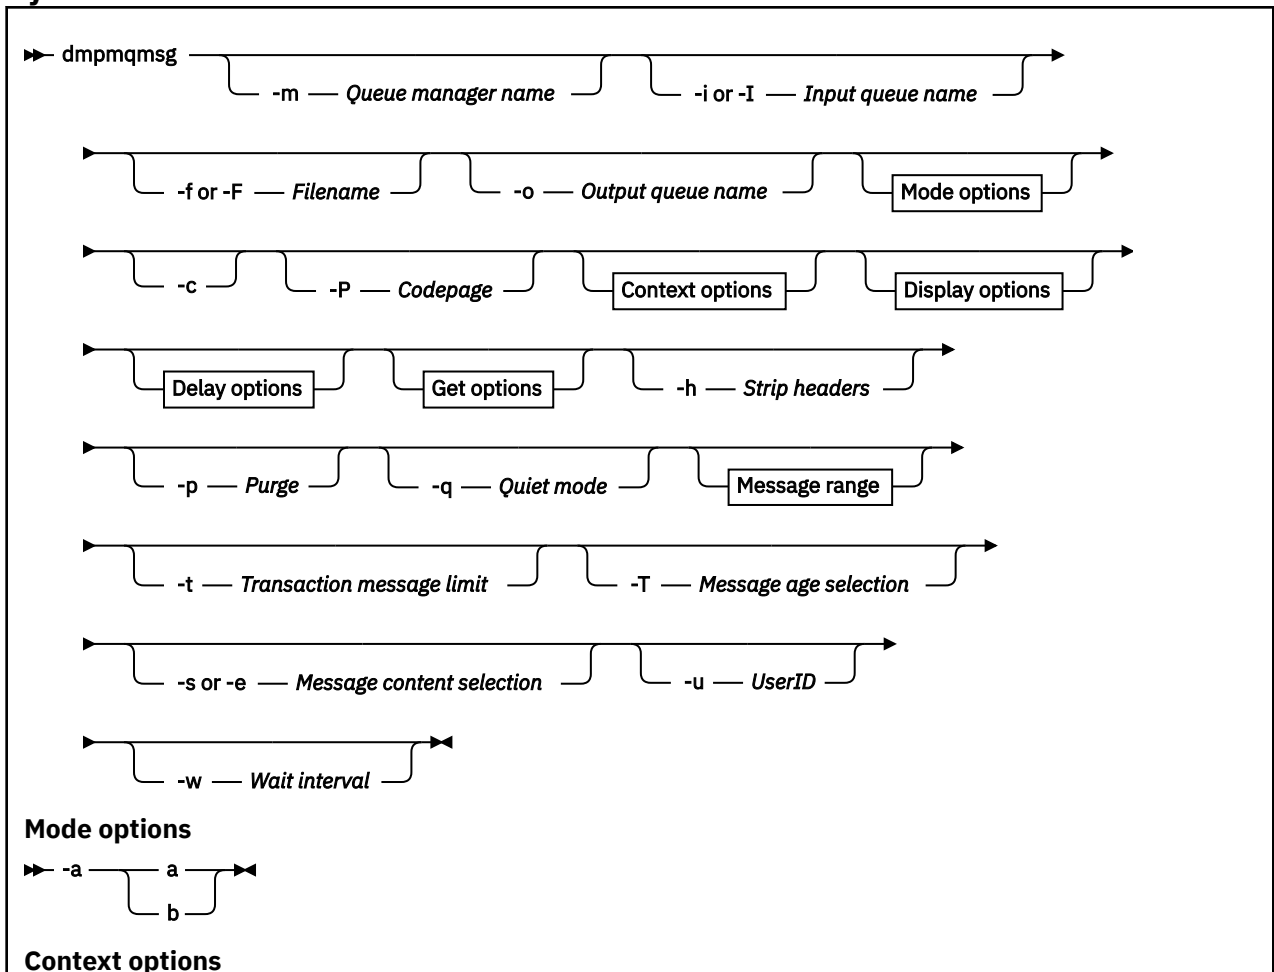 dmpmqmsg
-m Queue manager name -i or -I Input queue name
-f or -F Filename -o Output queue name Mode options
-c -P Codepage Context options Display options
Delay options Get options -h Strip headers
-p Purge -q Quiet mode Message range
-t Transaction message limit -T Message age selection
-s or -e Message content selection -u UserID
-w Wait interval
Mode options
-a a
b
Context options